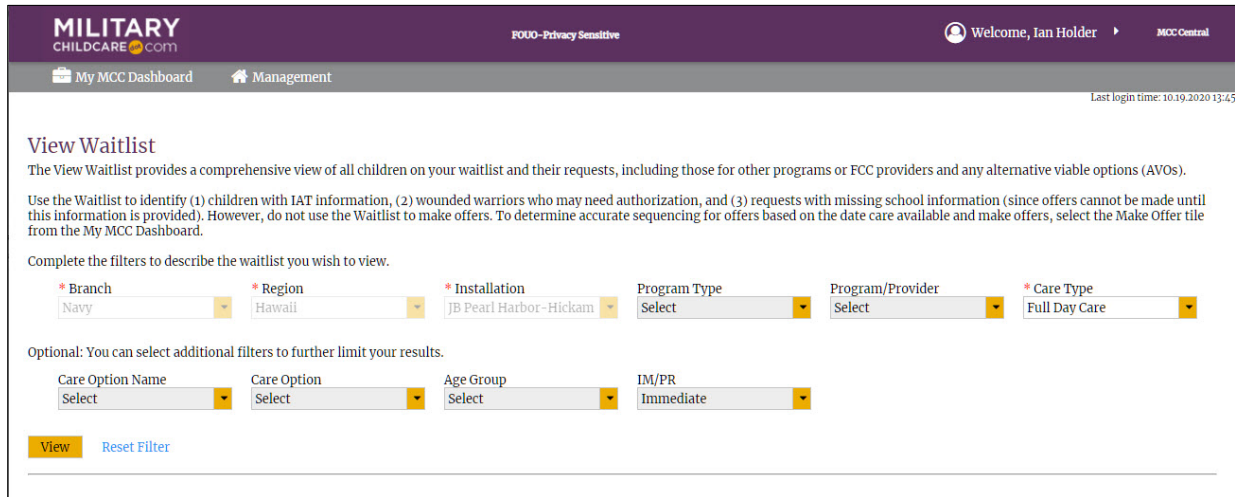 MILITARY
CHILDCARE.com
FOUO-Privacy Sensitive
Welcome, Ian Holder
MCC Central
My MCC Dashboard
Management
Last login time: 10.19.2020 13:45
View Waitlist
The View Waitlist provides a comprehensive view of all children on your waitlist and their requests, including those for other programs or FCC providers and any alternative viable options (AVOs).
Use the Waitlist to identify (1) children with IAT information, (2) wounded warriors who may need authorization, and (3) requests with missing school information (since offers cannot be made until
this information is provided). However, do not use the Waitlist to make offers. To determine accurate sequencing for offers based on the date care available and make offers, select the Make Offer tile
from the My MCC Dashboard.
Complete the filters to describe the waitlist you wish to view.
* Branch * Region * Installation Program Type Program/Provider * Care Type
Navy Hawaii JB Pearl Harbor-Hickam Select Select Full Day Care
Optional: You can select additional filters to further limit your results.
Care Option Name Care Option Age Group IM/PR
Select Select Select Immediate
View Reset Filter